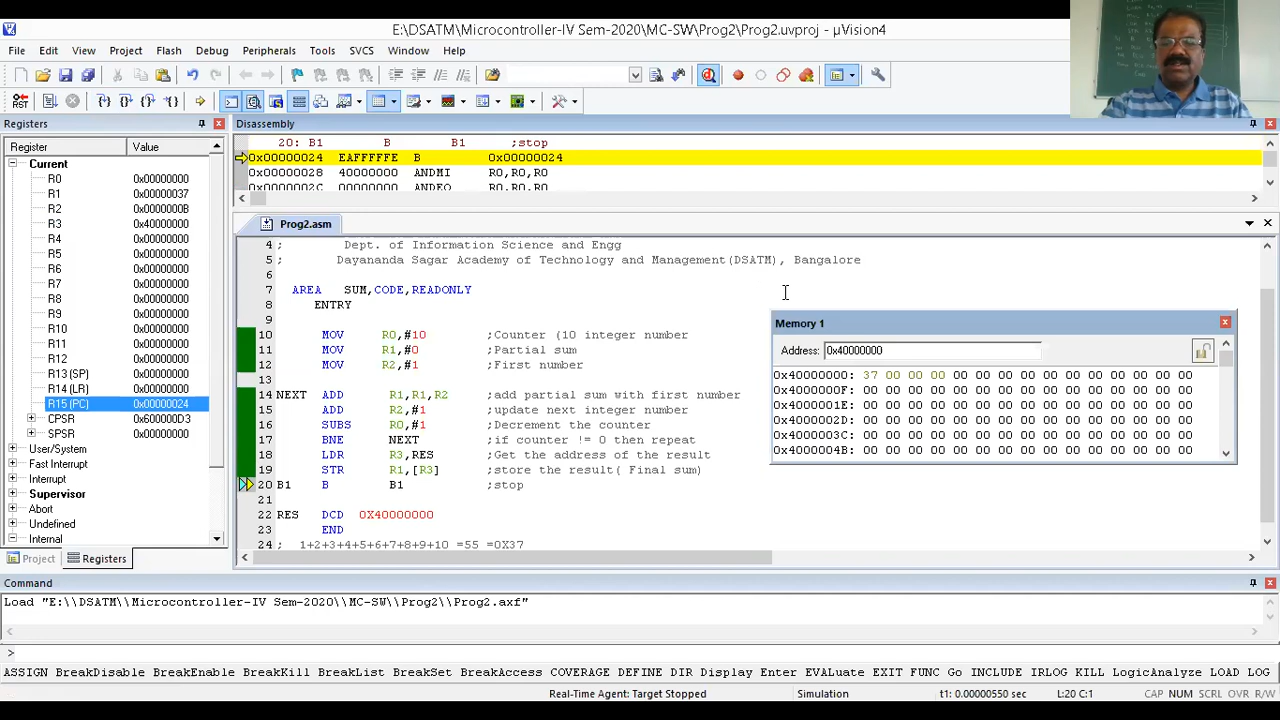 E:\DSATM\Microcontroller-IV Sem-2020\MC-SW\Prog2\Prog2.uvproj - µVision4
File Edit View Project Flash Debug Peripherals Tools SVCS Window Help
Registers
Register Value
Current
R0 0x00000000
R1 0x00000037
R2 0x0000000B
R3 0x40000000
R4 0x00000000
R5 0x00000000
R6 0x00000000
R7 0x00000000
R8 0x00000000
R9 0x00000000
R10 0x00000000
R11 0x00000000
R12 0x00000000
R13 (SP) 0x00000000
R14 (LR) 0x00000000
R15 (PC) 0x00000024
CPSR 0x600000D3
SPSR 0x00000000
User/System
Fast Interrupt
Interrupt
Supervisor
Abort
Undefined
Internal
Project Registers
Disassembly
20: B1 B B1 ;stop
0x00000024 EAFFFFFE B 0x00000024
0x00000028 40000000 ANDMI R0,R0,R0
0x0000002C 00000000 ANDEQ R0,R0,R0
Prog2.asm
4 ; Dept. of Information Science and Engg
5 ; Dayananda Sagar Academy of Technology and Management(DSATM), Bangalore
6
7 AREA SUM,CODE,READONLY
8 ENTRY
9
10 MOV R0,#10 ;Counter (10 integer number
11 MOV R1,#0 ;Partial sum
12 MOV R2,#1 ;First number
13
14 NEXT ADD R1,R1,R2 ;add partial sum with first number
15 ADD R2,#1 ;update next integer number
16 SUBS R0,#1 ;Decrement the counter
17 BNE NEXT ;if counter != 0 then repeat
18 LDR R3,RES ;Get the address of the result
19 STR R1,[R3] ;store the result( Final sum)
20 B1 B B1 ;stop
21
22 RES DCD 0X40000000
23 END
24 ; 1+2+3+4+5+6+7+8+9+10 =55 =0X37
Memory 1
Address: 0x40000000
0x40000000: 37 00 00 00 00 00 00 00 00 00 00 00 00 00 00
0x4000000F: 00 00 00 00 00 00 00 00 00 00 00 00 00 00 00
0x4000001E: 00 00 00 00 00 00 00 00 00 00 00 00 00 00 00
0x4000002D: 00 00 00 00 00 00 00 00 00 00 00 00 00 00 00
0x4000003C: 00 00 00 00 00 00 00 00 00 00 00 00 00 00 00
0x4000004B: 00 00 00 00 00 00 00 00 00 00 00 00 00 00 00
Command
Load "E:\\DSATM\\Microcontroller-IV Sem-2020\\MC-SW\\Prog2\\Prog2.axf"
>
ASSIGN BreakDisable BreakEnable BreakKill BreakList BreakSet BreakAccess COVERAGE DEFINE DIR Display Enter EVALuate EXIT FUNC Go INCLUDE IRLOG KILL LogicAnalyze LOAD LOG
Real-Time Agent: Target Stopped Simulation t1: 0.00000550 sec L:20 C:1 CAP NUM SCRL OVR R/W